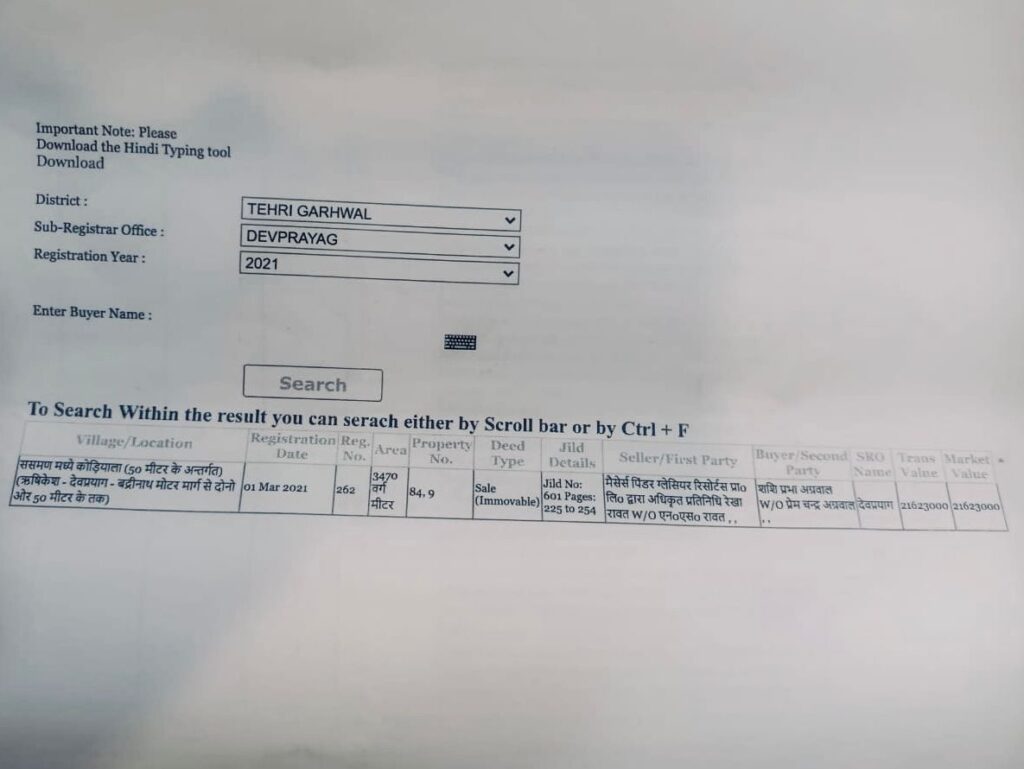 Important Note: Please
Download the Hindi Typing tool
Download
District : TEHRI GARHWAL
Sub-Registrar Office : DEVPRAYAG
Registration Year : 2021
Enter Buyer Name :
Search
To Search Within the result you can serach either by Scroll bar or by Ctrl + F
Village/Location Registration Date Reg. No. Area Property No. Deed Type Jild Details Seller/First Party Buyer/Second Party SRO Name Trans Value Market Value
ससमण मध्ये कोडियाला (50 मीटर के अन्तर्गत) (ऋषिकेश - देवप्रयाग - बद्रीनाथ मोटर मार्ग से दोनो ओर 50 मीटर के तक) 01 Mar 2021 262 3470 वर्ग मीटर 84, 9 Sale (Immovable) Jild No: 601 Pages: 225 to 254 मैसेर्स पिंडर ग्लेसियर रिसोर्टस प्रा० लि० द्वारा अधिकृत प्रतिनिधि रेखा रावत W/O एन०एस० रावत , , शशि प्रभा अग्रवाल W/O प्रेम चन्द्र अग्रवाल , , देवप्रयाग 21623000 21623000